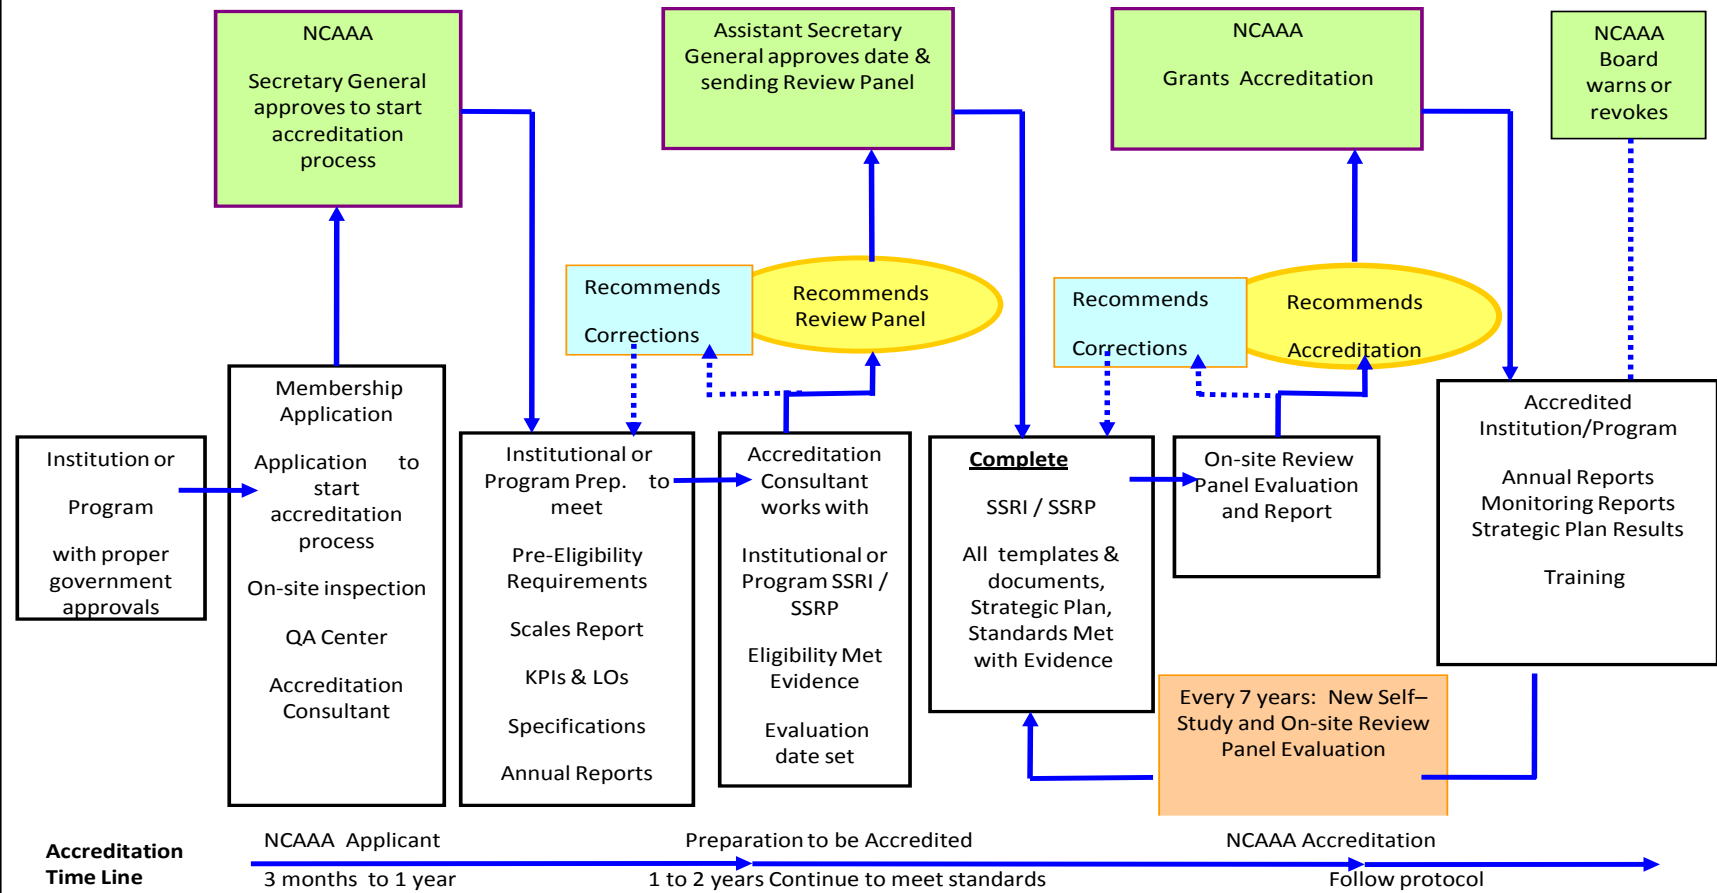 NCAAA
Secretary General
approves to start
accreditation
process
Assistant Secretary
General approves date &
sending Review Panel
NCAAA
Grants Accreditation
NCAAA
Board
warns or
revokes
Recommends
Corrections
Recommends
Review Panel
Recommends
Corrections
Recommends
Accreditation
Institution or
Program
with proper
government
approvals
Membership
Application
Application to
start
accreditation
process
On-site inspection
QA Center
Accreditation
Consultant
Institutional or
Program Prep. to
meet
Pre-Eligibility
Requirements
Scales Report
KPIs & LOs
Specifications
Annual Reports
Accreditation
Consultant
works with
Institutional or
Program SSRI /
SSRP
Eligibility Met
Evidence
Evaluation
date set
Complete
SSRI / SSRP
All templates &
documents,
Strategic Plan,
Standards Met
with Evidence
On-site Review
Panel Evaluation
and Report
Accredited
Institution/Program
Annual Reports
Monitoring Reports
Strategic Plan Results
Training
Every 7 years: New Self–
Study and On-site Review
Panel Evaluation
Accreditation
Time Line
NCAAA Applicant
3 months to 1 year
Preparation to be Accredited
1 to 2 years Continue to meet standards
NCAAA Accreditation
Follow protocol